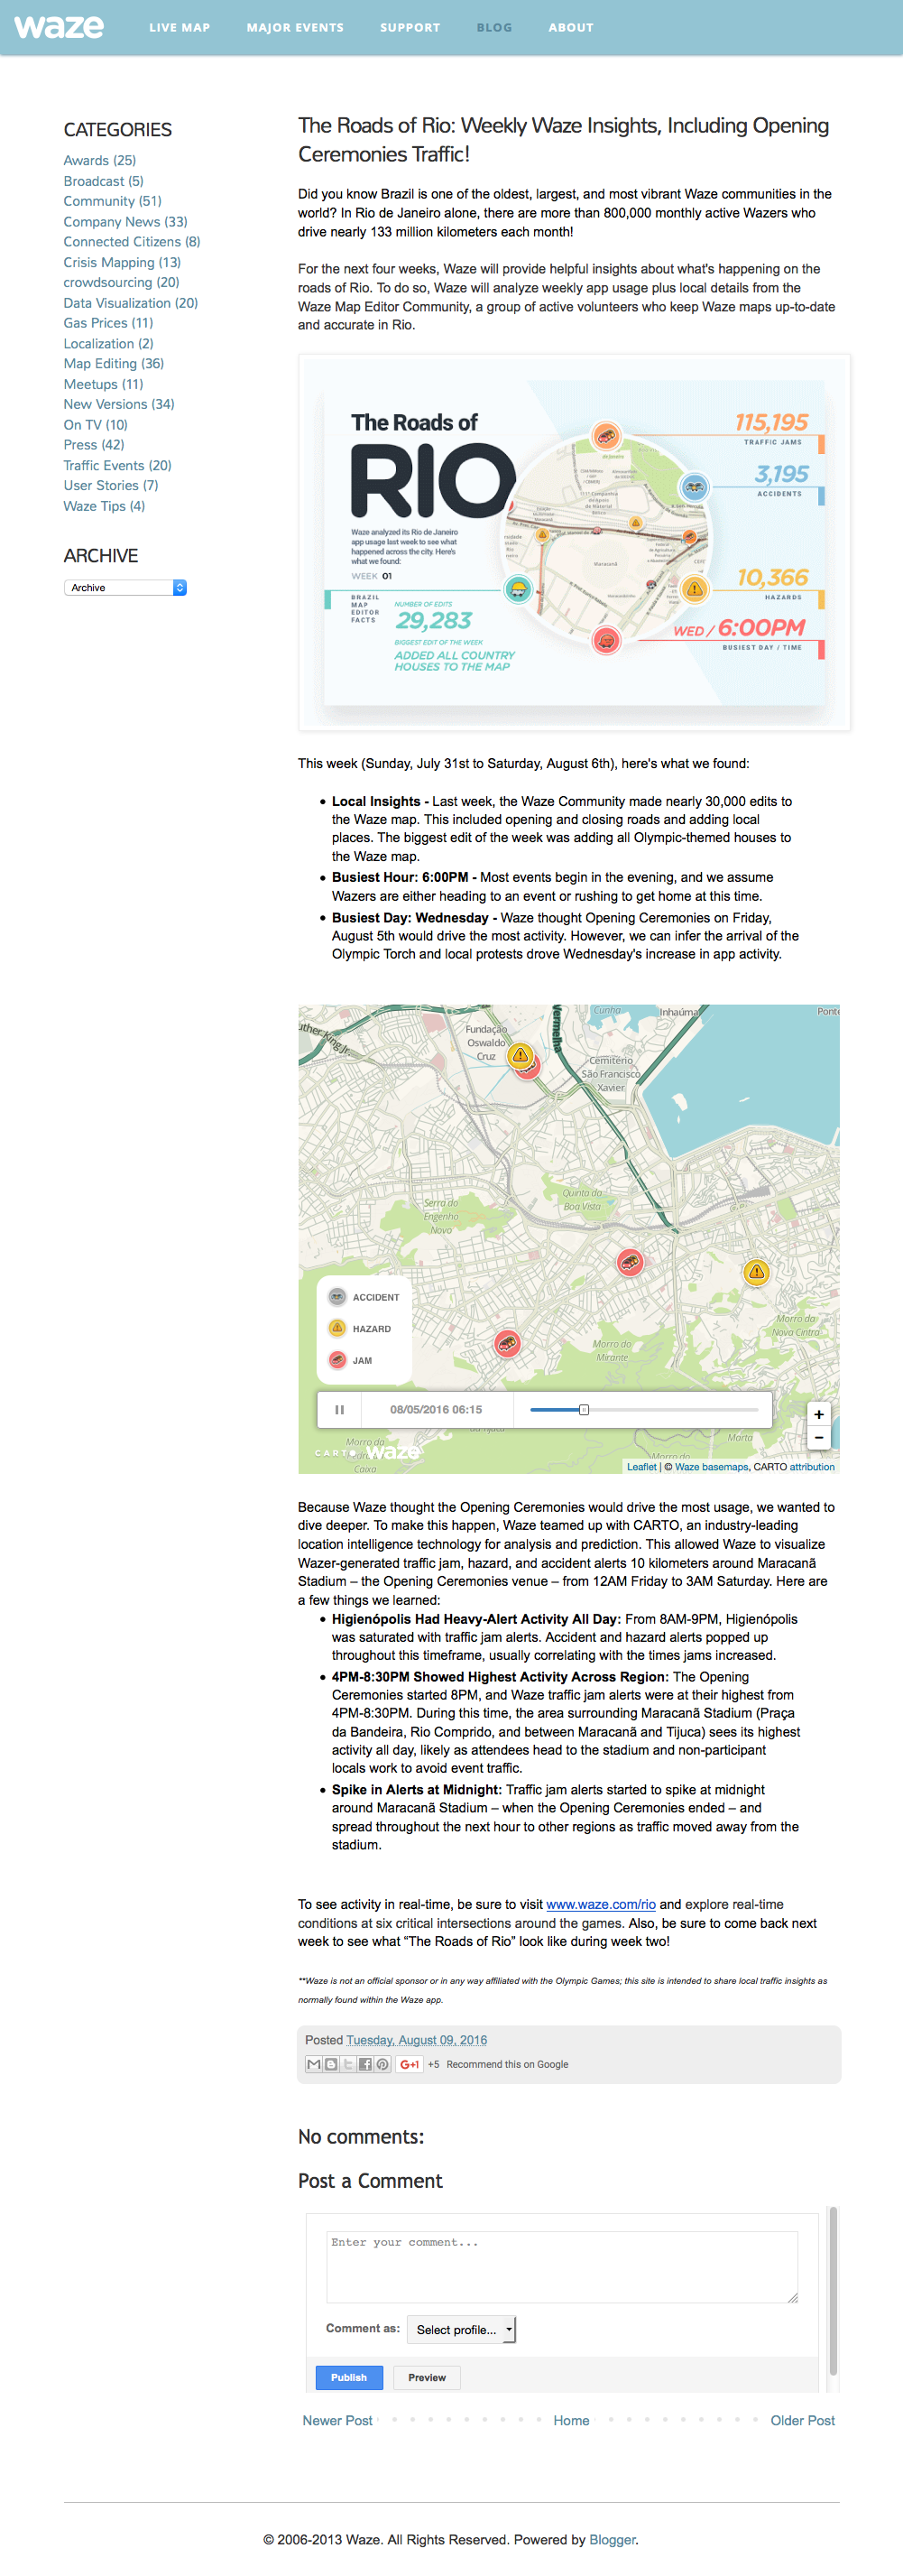 waze
LIVE MAP
MAJOR EVENTS
SUPPORT
BLOG
ABOUT
CATEGORIES
Awards (25)
Broadcast (5)
Community (51)
Company News (33)
Connected Citizens (8)
Crisis Mapping (13)
crowdsourcing (20)
Data Visualization (20)
Gas Prices (11)
Localization (2)
Map Editing (36)
Meetups (11)
New Versions (34)
On TV (10)
Press (42)
Traffic Events (20)
User Stories (7)
Waze Tips (4)
ARCHIVE
Archive
The Roads of Rio: Weekly Waze Insights, Including Opening
Ceremonies Traffic!
Did you know Brazil is one of the oldest, largest, and most vibrant Waze communities in the
world? In Rio de Janeiro alone, there are more than 800,000 monthly active Wazers who
drive nearly 133 million kilometers each month!
For the next four weeks, Waze will provide helpful insights about what's happening on the
roads of Rio. To do so, Waze will analyze weekly app usage plus local details from the
Waze Map Editor Community, a group of active volunteers who keep Waze maps up-to-date
and accurate in Rio.
The Roads of
RIO
Waze analyzed its Rio de Janeiro
app usage last week to see what
happened across the city. Here's
what we found:
WEEK 01
BRAZIL
MAP
EDITOR
FACTS
NUMBER OF EDITS
29,283
BIGGEST EDIT OF THE WEEK
ADDED ALL COUNTRY
HOUSES TO THE MAP
Maracanã
115,195
TRAFFIC JAMS
3,195
ACCIDENTS
10,366
HAZARDS
WED / 6:00PM
BUSIEST DAY / TIME
This week (Sunday, July 31st to Saturday, August 6th), here's what we found:
• Local Insights - Last week, the Waze Community made nearly 30,000 edits to
the Waze map. This included opening and closing roads and adding local
places. The biggest edit of the week was adding all Olympic-themed houses to
the Waze map.
• Busiest Hour: 6:00PM - Most events begin in the evening, and we assume
Wazers are either heading to an event or rushing to get home at this time.
• Busiest Day: Wednesday - Waze thought Opening Ceremonies on Friday,
August 5th would drive the most activity. However, we can infer the arrival of the
Olympic Torch and local protests drove Wednesday's increase in app activity.
uther King Jr.
Fundação
Oswaldo
Cruz
Vermelha
Cunha
Inhaúma
Ponte
Cemitério
São Francisco
Xavier
Quinta da
Boa Vista
Serra do
Engenho
Novo
Morro da
Nova Cintra
Morro do
Mirante
ACCIDENT
HAZARD
JAM
08/05/2016 06:15
+
−
Morro da
Caixa
Marta
CARTO
waze
Leaflet | © Waze basemaps, CARTO attribution
Because Waze thought the Opening Ceremonies would drive the most usage, we wanted to
dive deeper. To make this happen, Waze teamed up with CARTO, an industry-leading
location intelligence technology for analysis and prediction. This allowed Waze to visualize
Wazer-generated traffic jam, hazard, and accident alerts 10 kilometers around Maracanã
Stadium – the Opening Ceremonies venue – from 12AM Friday to 3AM Saturday. Here are
a few things we learned:
• Higienópolis Had Heavy-Alert Activity All Day: From 8AM-9PM, Higienópolis
was saturated with traffic jam alerts. Accident and hazard alerts popped up
throughout this timeframe, usually correlating with the times jams increased.
• 4PM-8:30PM Showed Highest Activity Across Region: The Opening
Ceremonies started 8PM, and Waze traffic jam alerts were at their highest from
4PM-8:30PM. During this time, the area surrounding Maracanã Stadium (Praça
da Bandeira, Rio Comprido, and between Maracanã and Tijuca) sees its highest
activity all day, likely as attendees head to the stadium and non-participant
locals work to avoid event traffic.
• Spike in Alerts at Midnight: Traffic jam alerts started to spike at midnight
around Maracanã Stadium – when the Opening Ceremonies ended – and
spread throughout the next hour to other regions as traffic moved away from the
stadium.
To see activity in real-time, be sure to visit www.waze.com/rio and explore real-time
conditions at six critical intersections around the games. Also, be sure to come back next
week to see what “The Roads of Rio” look like during week two!
**Waze is not an official sponsor or in any way affiliated with the Olympic Games; this site is intended to share local traffic insights as
normally found within the Waze app.
Posted Tuesday, August 09, 2016
G+1 +5 Recommend this on Google
No comments:
Post a Comment
Enter your comment...
Comment as: Select profile...
Publish
Preview
Newer Post
Home
Older Post
© 2006-2013 Waze. All Rights Reserved. Powered by Blogger.